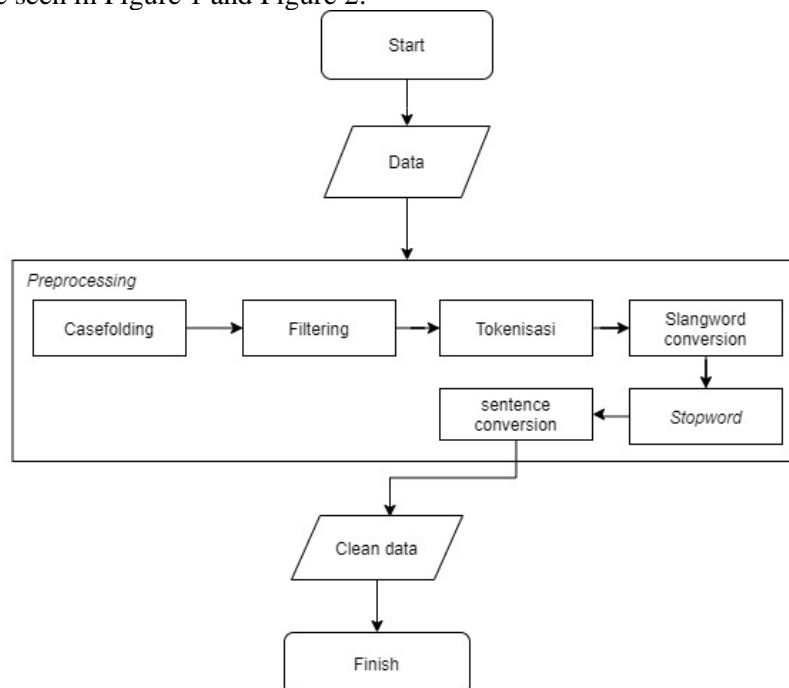 e seen in Figure 1 and Figure 2.
Start
Data
Preprocessing
Casefolding
Filtering
Tokenisasi
Slangword
conversion
Stopword
sentence
conversion
Clean data
Finish